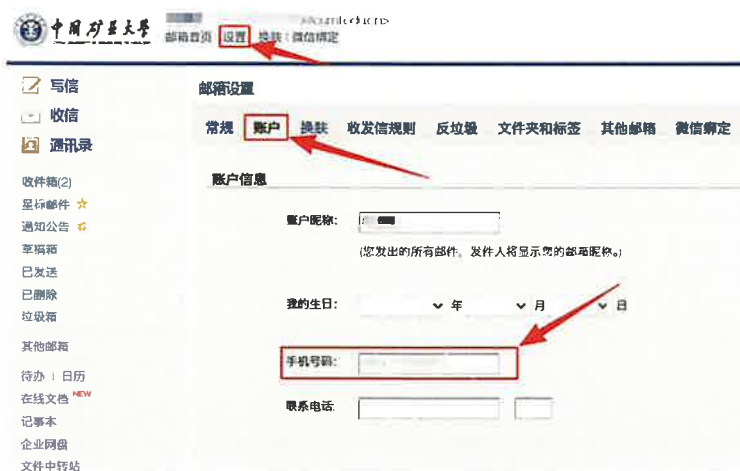 中国矿业大学
邮箱首页 设置 换肤 微信绑定
写信
收信
通讯录
收件箱(2)
星标邮件
通知公告
草稿箱
已发送
已删除
垃圾箱
其他邮箱
待办 | 日历
在线文档 NEW
记事本
企业网盘
文件中转站
邮箱设置
常规 账户 换肤 收发信规则 反垃圾 文件夹和标签 其他邮箱 微信绑定
账户信息
账户昵称:
(您发出的所有邮件,发件人将显示您的邮箱昵称。)
我的生日: 年 月 日
手机号码:
联系电话: